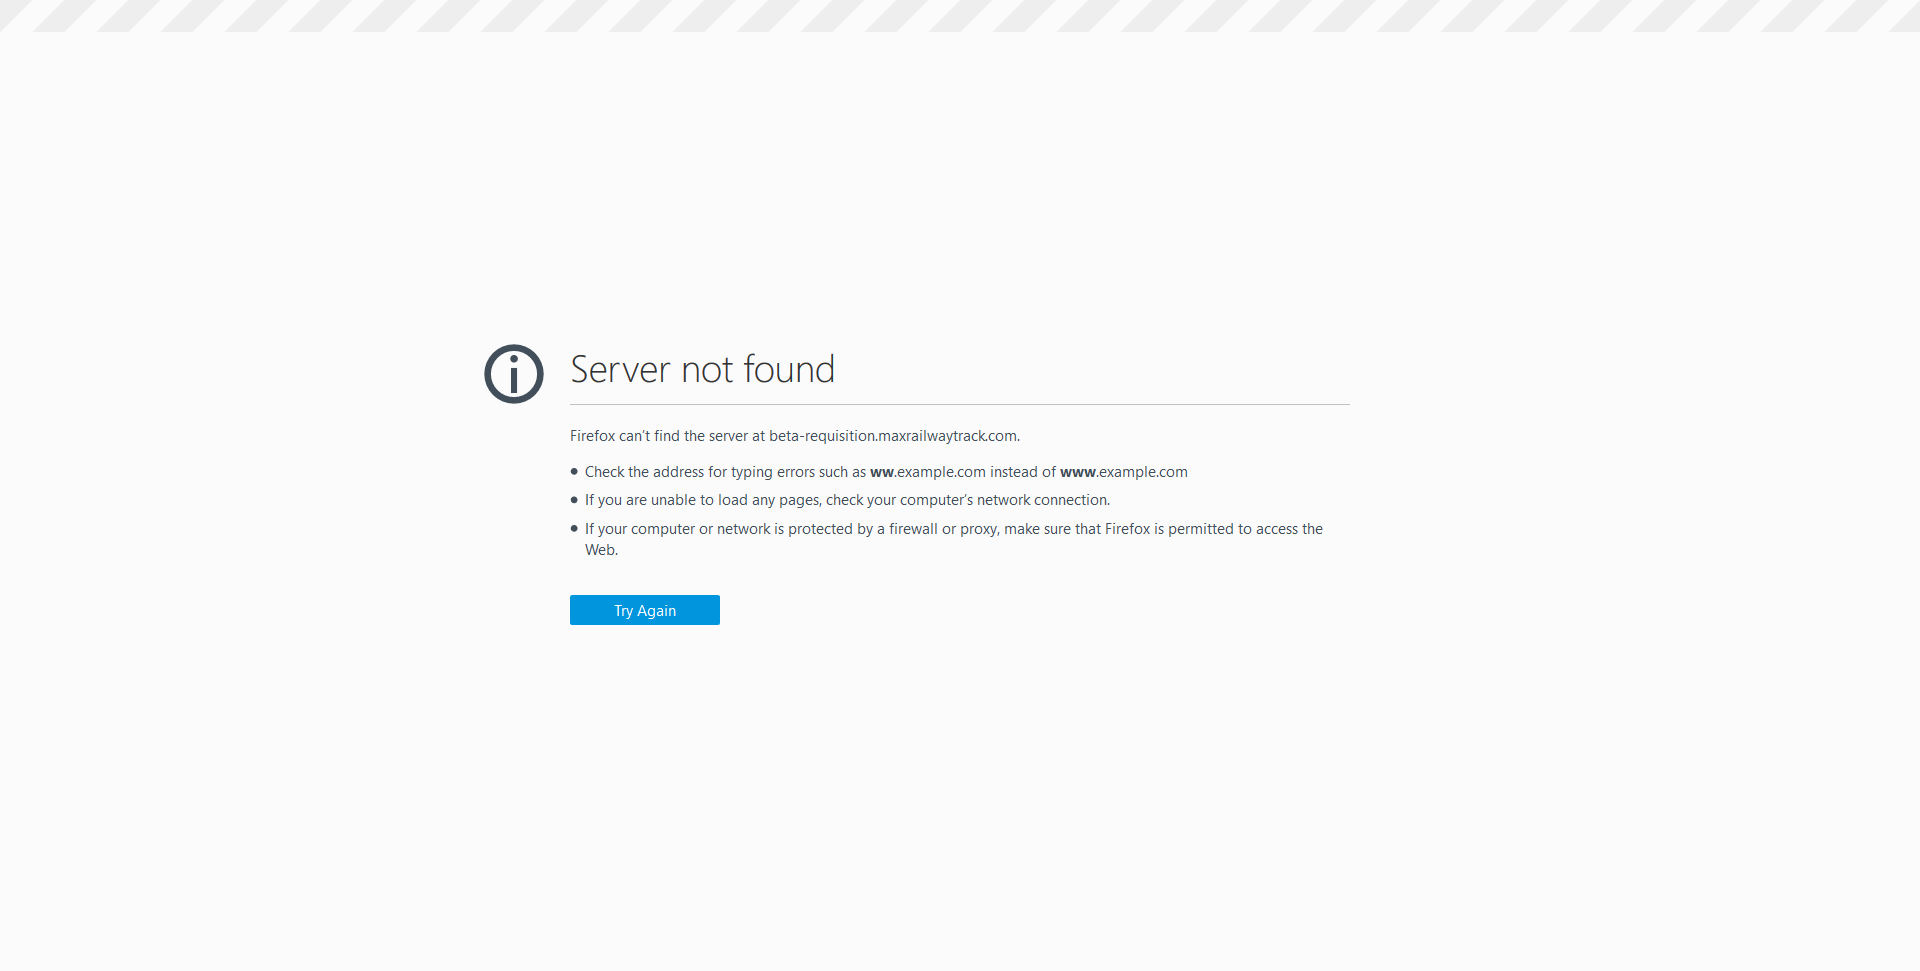 Server not found
Firefox can’t find the server at beta-requisition.maxrailwaytrack.com.
Check the address for typing errors such as ww.example.com instead of www.example.com
If you are unable to load any pages, check your computer’s network connection.
If your computer or network is protected by a firewall or proxy, make sure that Firefox is permitted to access the
Web.
Try Again